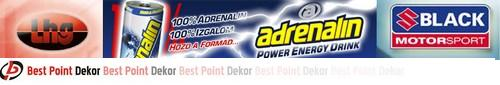 Lhg
adrenalin
100% ADRENALIN
100% IZGALOM
HOZD A FORMÁD...
adrenalin
POWER ENERGY DRINK
SUZUKI
BLACK
MOTORSPORT
Best Point Dekor Best Point Dekor Best Point Dekor Best Point Dekor Best Point Dekor